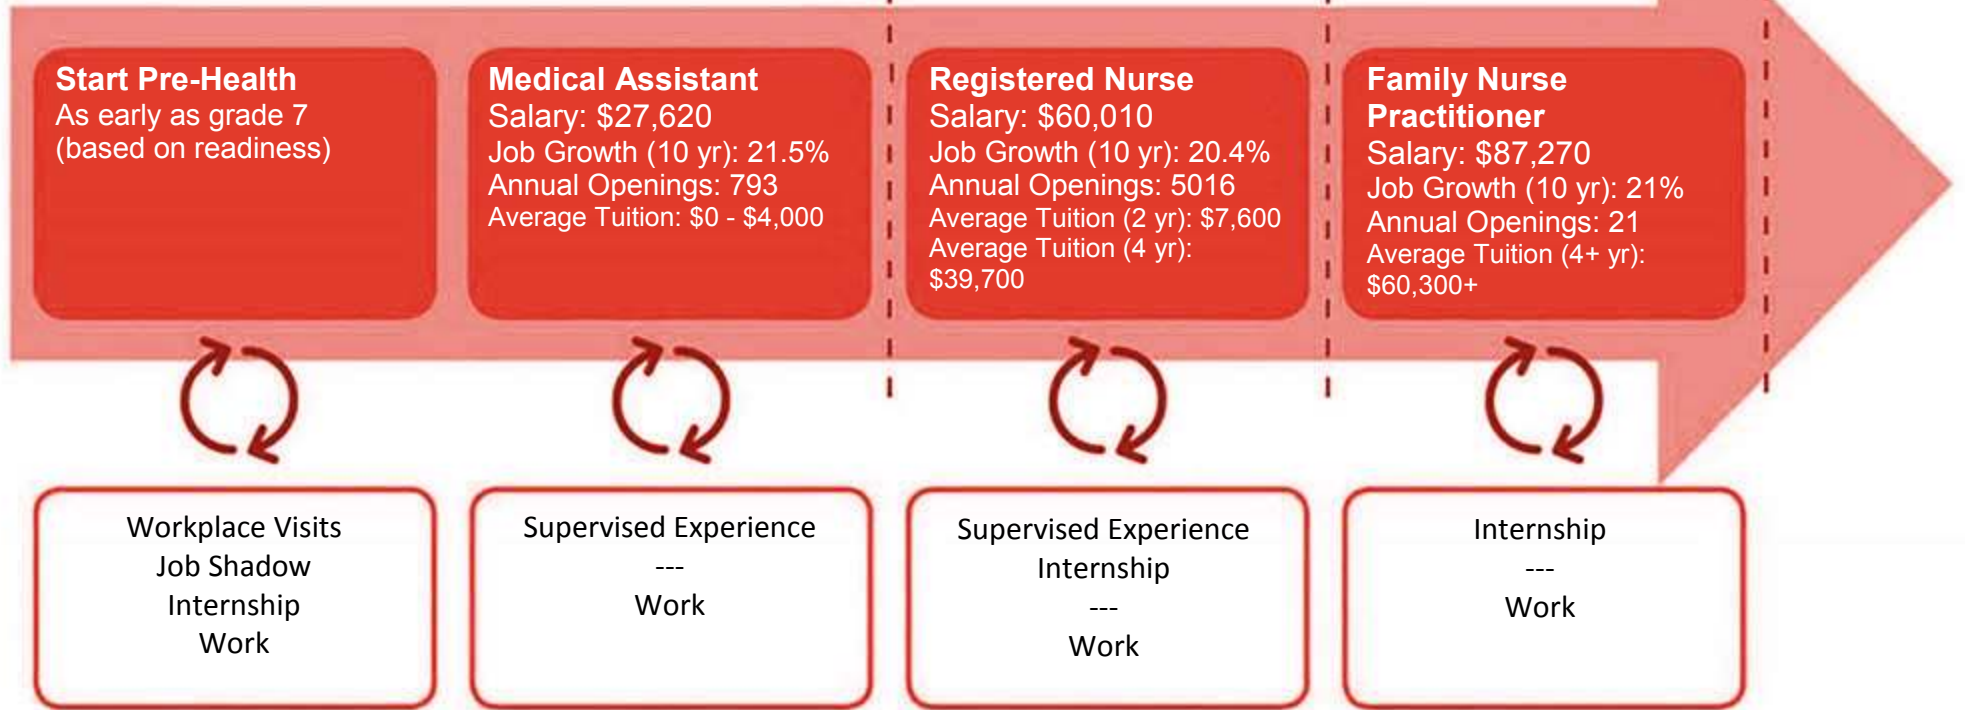 Start Pre-Health
As early as grade 7
(based on readiness)
Medical Assistant
Salary: $27,620
Job Growth (10 yr): 21.5%
Annual Openings: 793
Average Tuition: $0 - $4,000
Registered Nurse
Salary: $60,010
Job Growth (10 yr): 20.4%
Annual Openings: 5016
Average Tuition (2 yr): $7,600
Average Tuition (4 yr):
$39,700
Family Nurse
Practitioner
Salary: $87,270
Job Growth (10 yr): 21%
Annual Openings: 21
Average Tuition (4+ yr):
$60,300+
Workplace Visits
Job Shadow
Internship
Work
Supervised Experience
---
Work
Supervised Experience
Internship
---
Work
Internship
---
Work